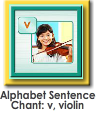 v
Alphabet Sentence
Chant: v, violin